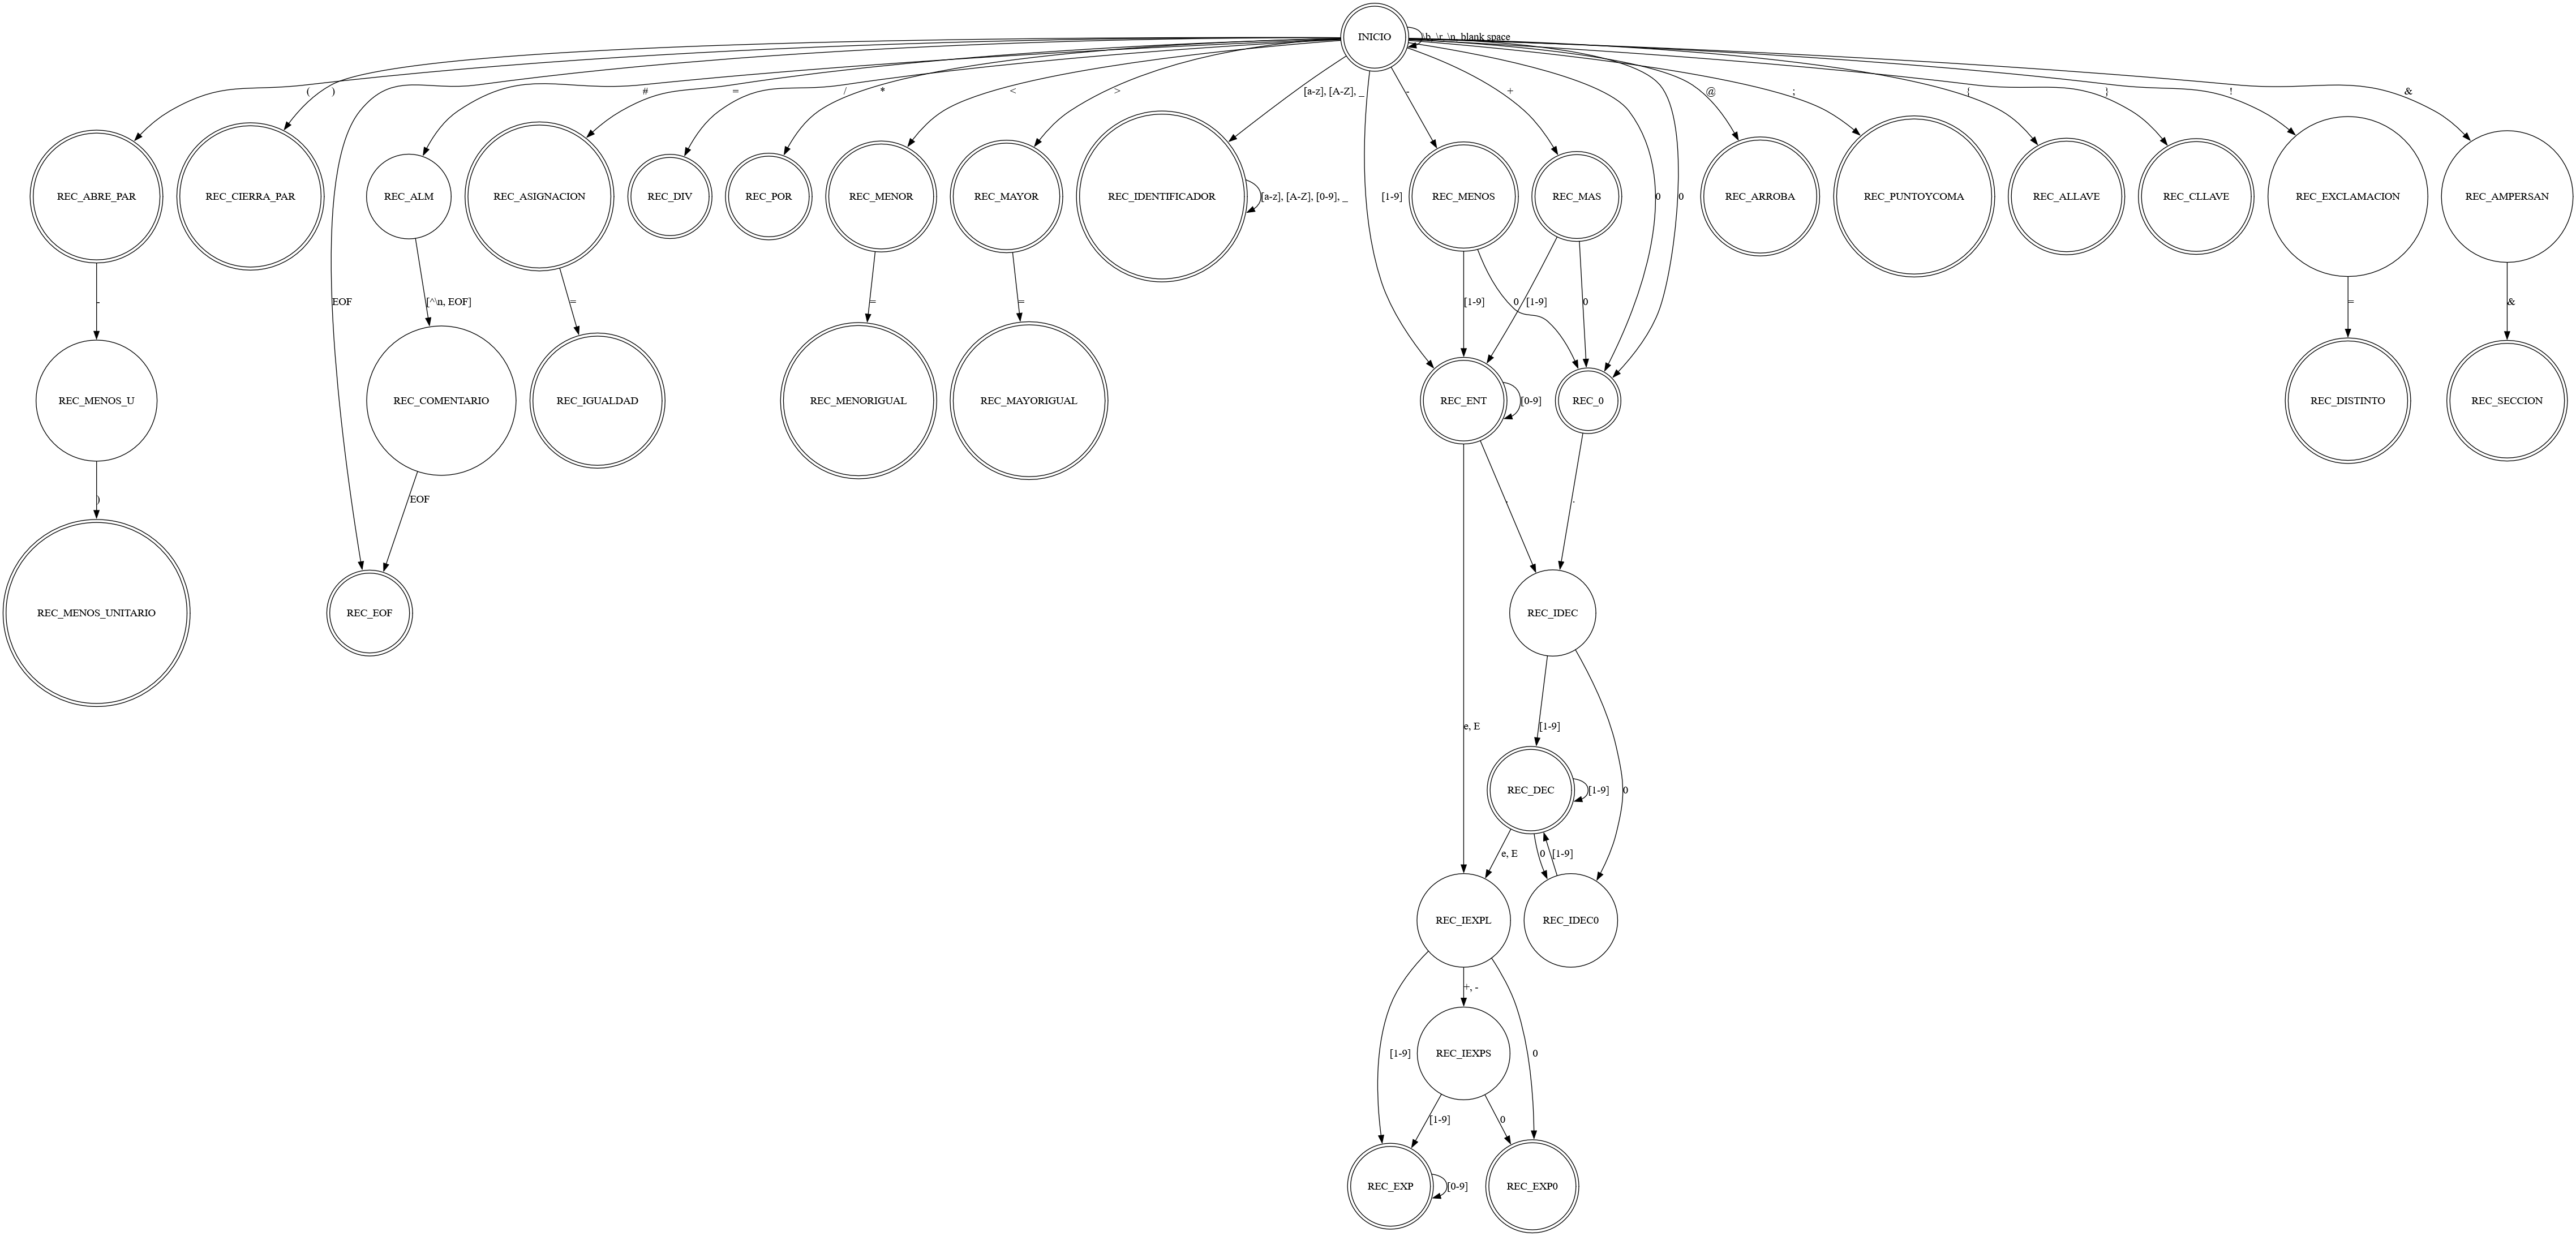 INICIO
\b, \r, \n, blank space
(
)
#
=
/
*
<
>
[a-z], [A-Z], _
-
+
@
;
{
}
!
&
REC_ABRE_PAR
REC_CIERRA_PAR
REC_ALM
REC_ASIGNACION
REC_DIV
REC_POR
REC_MENOR
REC_MAYOR
REC_IDENTIFICADOR
[a-z], [A-Z], [0-9], _
[1-9]
REC_MENOS
REC_MAS
0
0
REC_ARROBA
REC_PUNTOYCOMA
REC_ALLAVE
REC_CLLAVE
REC_EXCLAMACION
REC_AMPERSAN
-
EOF
[^\n, EOF]
=
=
=
[1-9]
0
[1-9]
0
=
&
REC_MENOS_U
REC_COMENTARIO
REC_IGUALDAD
REC_MENORIGUAL
REC_MAYORIGUAL
REC_ENT
[0-9]
REC_0
REC_DISTINTO
REC_SECCION
)
EOF
.
.
REC_MENOS_UNITARIO
REC_EOF
REC_IDEC
e, E
[1-9]
REC_DEC
[1-9]
0
e, E
0
[1-9]
REC_IEXPL
REC_IDEC0
+, -
[1-9]
REC_IEXPS
0
[1-9]
0
REC_EXP
[0-9]
REC_EXP0